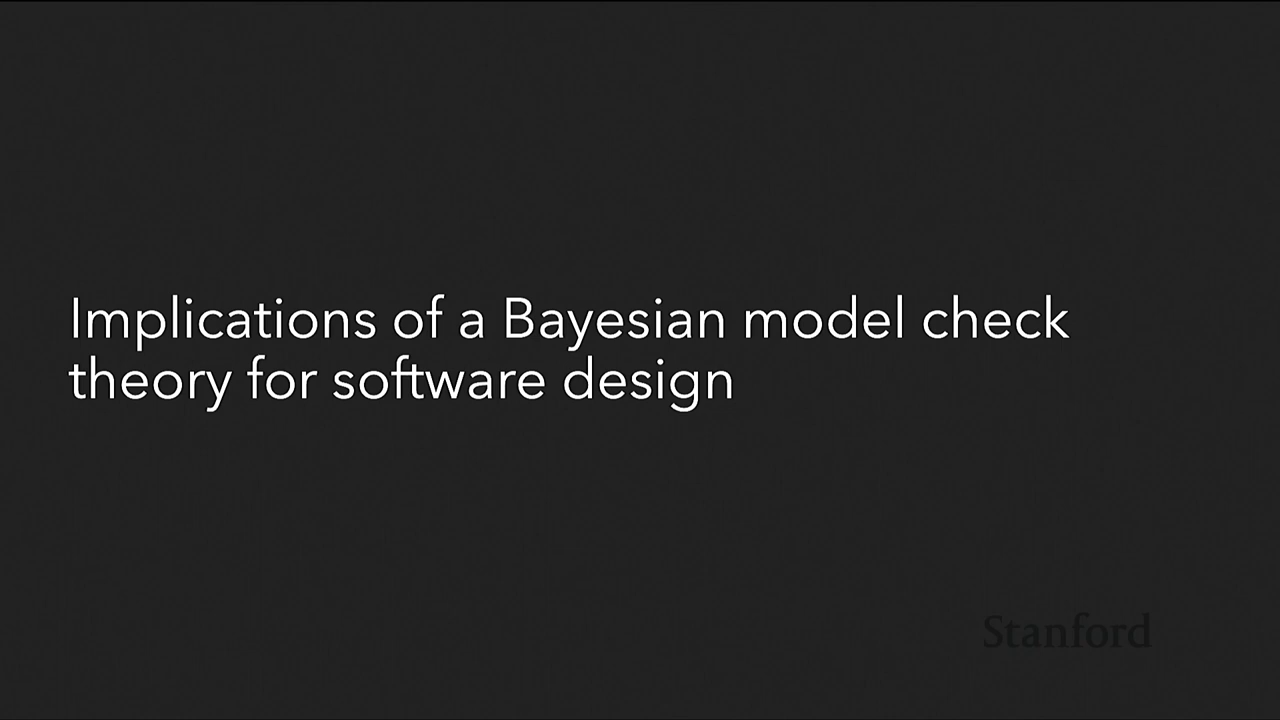 Implications of a Bayesian model check
theory for software design
Stanford